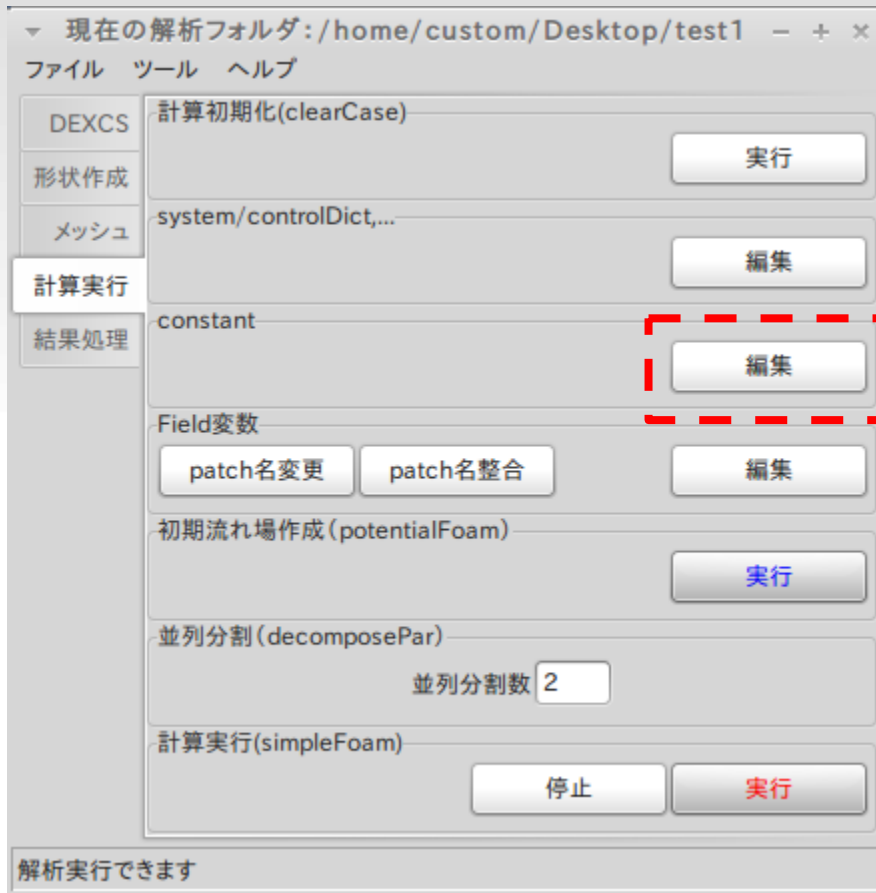 現在の解析フォルダ:/home/custom/Desktop/test1
ファイル ツール ヘルプ
DEXCS
形状作成
メッシュ
計算実行
結果処理
計算初期化(clearCase)
実行
system/controlDict,...
編集
constant
編集
Field変数
patch名変更 patch名整合 編集
初期流れ場作成(potentialFoam)
実行
並列分割(decomposePar)
並列分割数 2
計算実行(simpleFoam)
停止 実行
解析実行できます